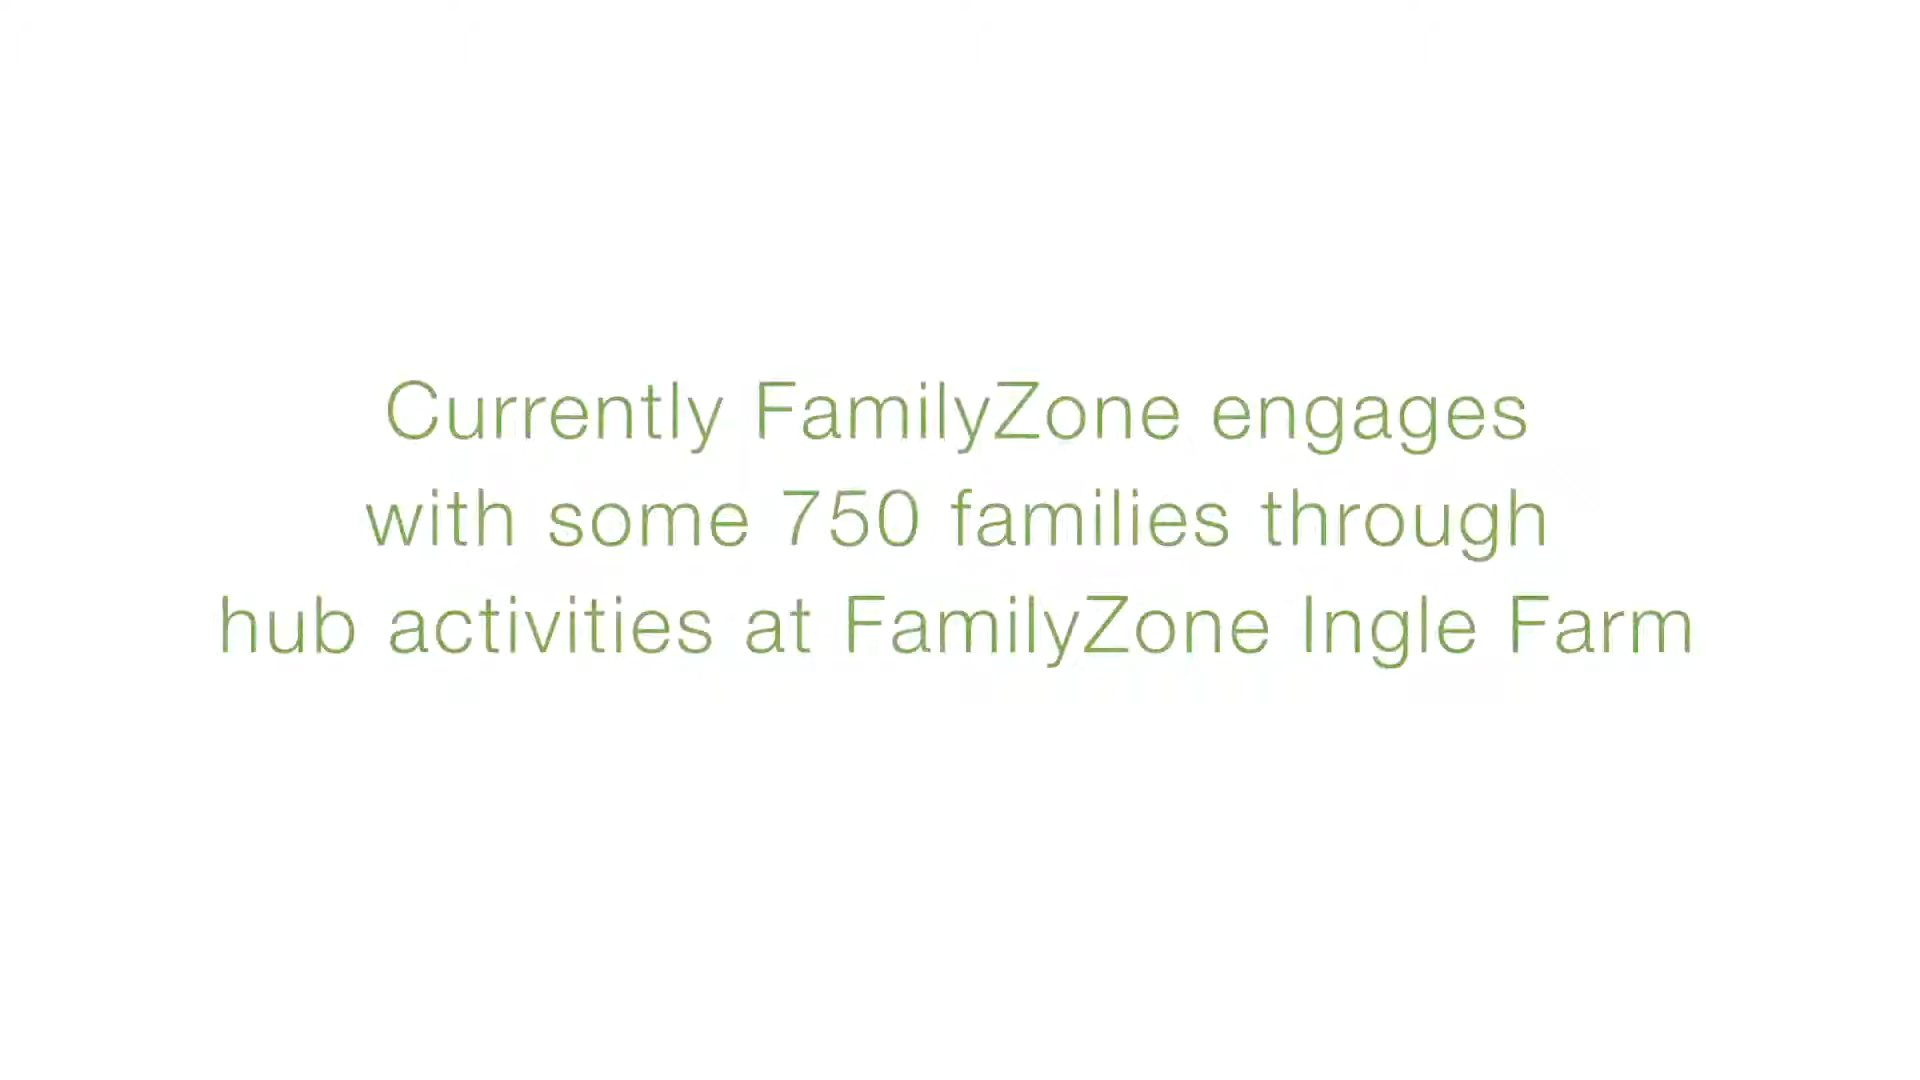 Currently FamilyZone engages
with some 750 families through
hub activities at FamilyZone Ingle Farm